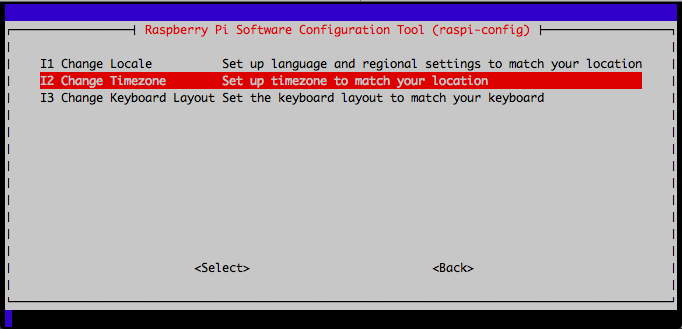 Raspberry Pi Software Configuration Tool (raspi-config)
I1 Change Locale Set up language and regional settings to match your location
I2 Change Timezone Set up timezone to match your location
I3 Change Keyboard Layout Set the keyboard layout to match your keyboard
<Select> <Back>